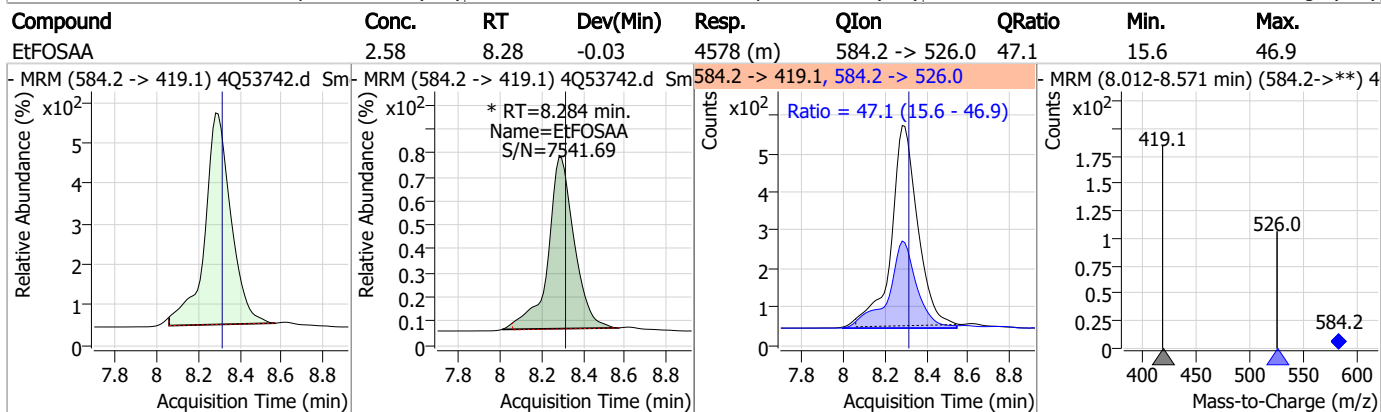 Compound Conc. RT Dev(Min) Resp. QIon QRatio Min. Max.
EtFOSAA 2.58 8.28 -0.03 4578 (m) 584.2 -> 526.0 47.1 15.6 46.9
- MRM (584.2 -> 419.1) 4Q53742.d Sm
Relative Abundance (%)
x10²
5
4
3
2
1
0
7.8 8 8.2 8.4 8.6 8.8
Acquisition Time (min)
- MRM (584.2 -> 419.1) 4Q53742.d Sm
Relative Abundance (%)
x10²
* RT=8.284 min.
Name=EtFOSAA
S/N=7541.69
0.8
0.7
0.6
0.5
0.4
0.3
0.2
0.1
0
7.8 8 8.2 8.4 8.6 8.8
Acquisition Time (min)
584.2 -> 419.1, 584.2 -> 526.0
Counts
x10²
Ratio = 47.1 (15.6 - 46.9)
5
4
3
2
1
0
7.8 8 8.2 8.4 8.6 8.8
Acquisition Time (min)
- MRM (8.012-8.571 min) (584.2->**) 4
Counts
x10²
419.1
1.75
1.5
1.25
1
0.75
0.5
0.25
0
526.0
584.2
400 450 500 550 600
Mass-to-Charge (m/z)